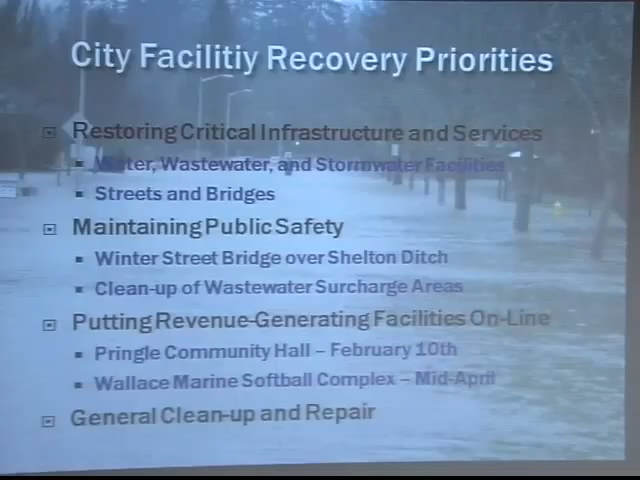 City Facilitiy Recovery Priorities
Restoring Critical Infrastructure and Services
Water, Wastewater, and Stormwater Facilities
Streets and Bridges
Maintaining Public Safety
Winter Street Bridge over Shelton Ditch
Clean-up of Wastewater Surcharge Areas
Putting Revenue-Generating Facilities On-Line
Pringle Community Hall – February 10th
Wallace Marine Softball Complex – Mid-April
General Clean-up and Repair